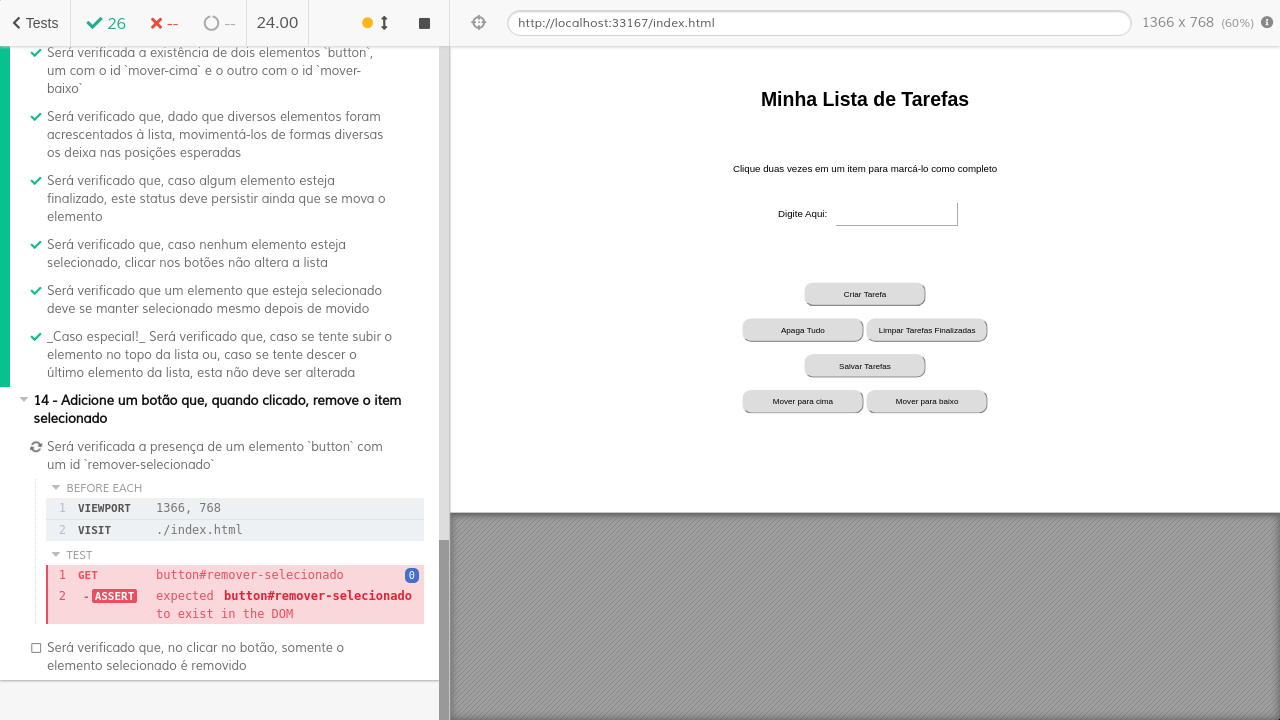 Tests
26
--
--
24.00
http://localhost:33167/index.html
1366 x 768 (60%)
Será verificada a existência de dois elementos `button`,
um com o id `mover-cima` e o outro com o id `mover-
baixo`
Será verificado que, dado que diversos elementos foram
acrescentados à lista, movimentá-los de formas diversas
os deixa nas posições esperadas
Será verificado que, caso algum elemento esteja
finalizado, este status deve persistir ainda que se mova o
elemento
Será verificado que, caso nenhum elemento esteja
selecionado, clicar nos botões não altera a lista
Será verificado que um elemento que esteja selecionado
deve se manter selecionado mesmo depois de movido
_Caso especial!_ Será verificado que, caso se tente subir o
elemento no topo da lista ou, caso se tente descer o
último elemento da lista, esta não deve ser alterada
14 - Adicione um botão que, quando clicado, remove o item
selecionado
Será verificada a presença de um elemento `button` com
um id `remover-selecionado`
BEFORE EACH
1 VIEWPORT 1366, 768
2 VISIT ./index.html
TEST
1 GET button#remover-selecionado 0
2 -ASSERT expected button#remover-selecionado
to exist in the DOM
Será verificado que, no clicar no botão, somente o
elemento selecionado é removido
Minha Lista de Tarefas
Clique duas vezes em um item para marcá-lo como completo
Digite Aqui:
Criar Tarefa
Apaga Tudo Limpar Tarefas Finalizadas
Salvar Tarefas
Mover para cima Mover para baixo